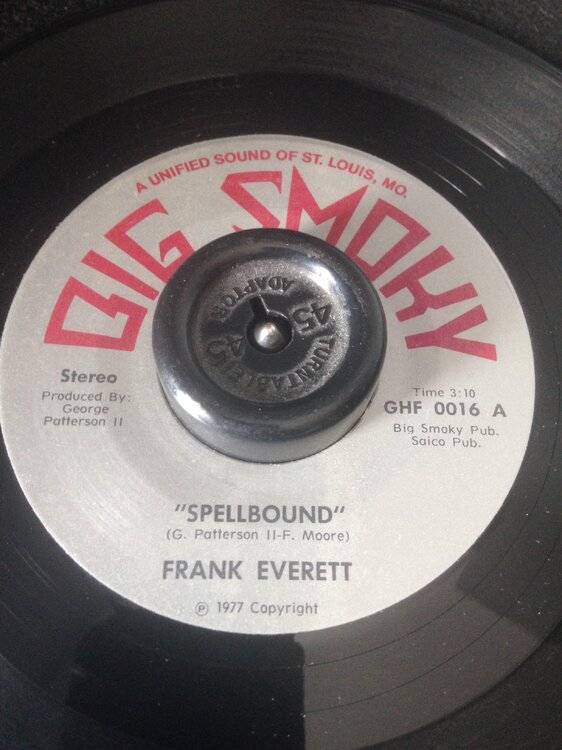 A UNIFIED SOUND OF ST. LOUIS, MO.
BIG SMOKY
45 TURNTABLE 45
ADAPTOR
Stereo
Produced By:
George
Patterson II
Time 3:10
GHF 0016 A
Big Smoky Pub.
Saico Pub.
"SPELLBOUND"
(G. Patterson II-F. Moore)
FRANK EVERETT
℗ 1977 Copyright